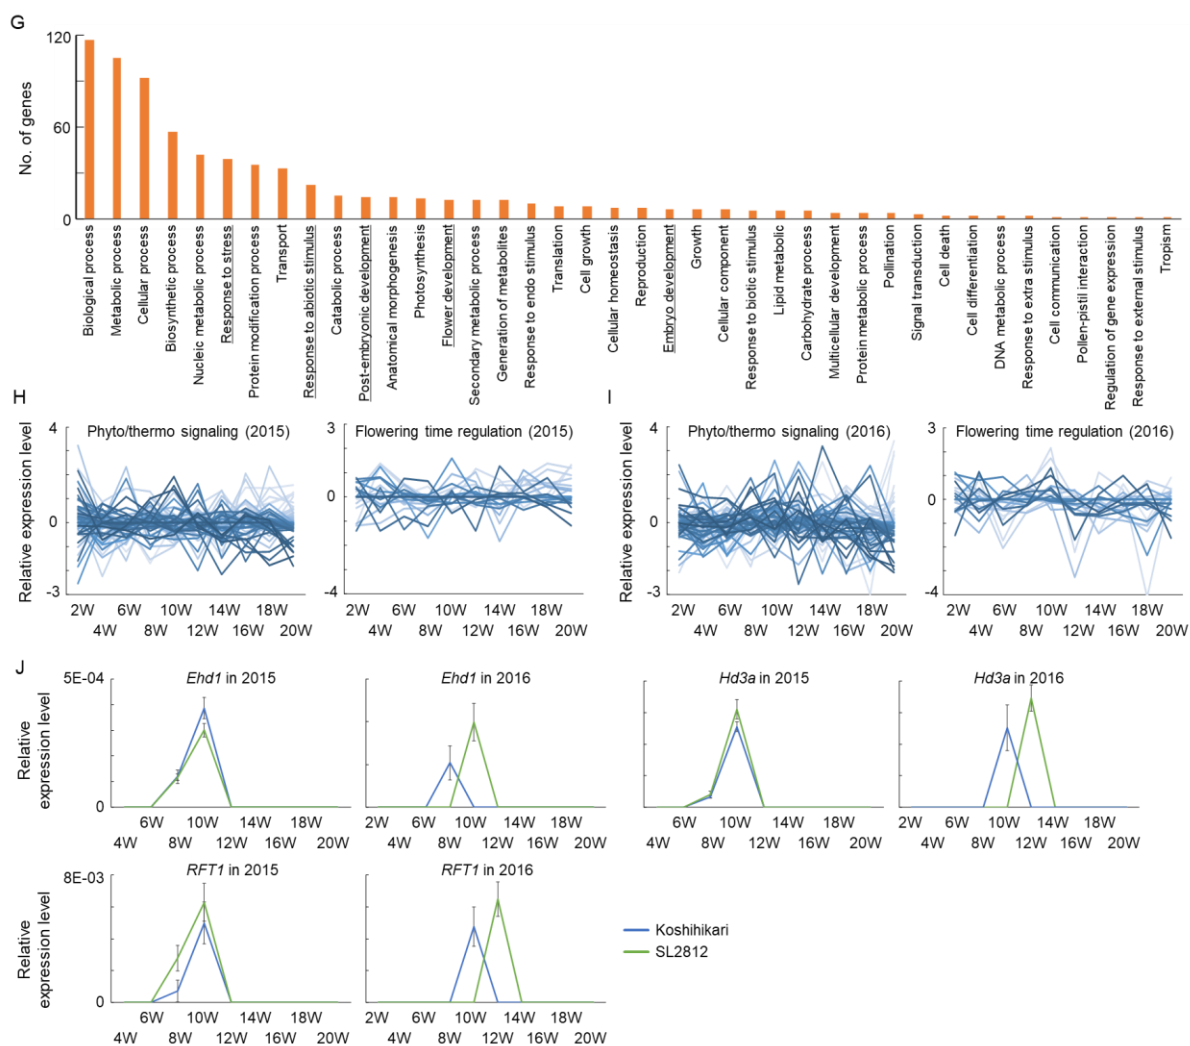 G
120
60
0
No. of genes
Biological process
Metabolic process
Cellular process
Biosynthetic process
Nucleic metabolic process
Response to stress
Protein modification process
Transport
Response to abiotic stimulus
Catabolic process
Post-embryonic development
Anatomical morphogenesis
Photosynthesis
Flower development
Secondary metabolic process
Generation of metabolites
Response to endo stimulus
Translation
Cell growth
Cellular homeostasis
Reproduction
Embryo development
Growth
Cellular component
Response to biotic stimulus
Lipid metabolic
Carbohydrate process
Multicellular development
Protein metabolic process
Pollination
Signal transduction
Cell death
Cell differentiation
DNA metabolic process
Response to extra stimulus
Cell communication
Pollen-pistil interaction
Regulation of gene expression
Response to external stimulus
Tropism
H
Phyto/thermo signaling (2015)
Relative expression level
4
0
-3
2W 6W 10W 14W 18W
4W 8W 12W 16W 20W
Flowering time regulation (2015)
3
0
-4
2W 6W 10W 14W 18W
4W 8W 12W 16W 20W
I
Phyto/thermo signaling (2016)
Relative expression level
4
0
-3
2W 6W 10W 14W 18W
4W 8W 12W 16W 20W
Flowering time regulation (2016)
3
0
-4
2W 6W 10W 14W 18W
4W 8W 12W 16W 20W
J
Ehd1 in 2015
Relative
expression level
5E-04
0
6W 10W 14W 18W
4W 8W 12W 16W 20W
Ehd1 in 2016
2W 6W 10W 14W 18W
4W 8W 12W 16W 20W
Hd3a in 2015
6W 10W 14W 18W
4W 8W 12W 16W 20W
Hd3a in 2016
2W 6W 10W 14W 18W
4W 8W 12W 16W 20W
RFT1 in 2015
Relative
expression level
8E-03
0
6W 10W 14W 18W
4W 8W 12W 16W 20W
RFT1 in 2016
2W 6W 10W 14W 18W
4W 8W 12W 16W 20W
Koshihikari
SL2812